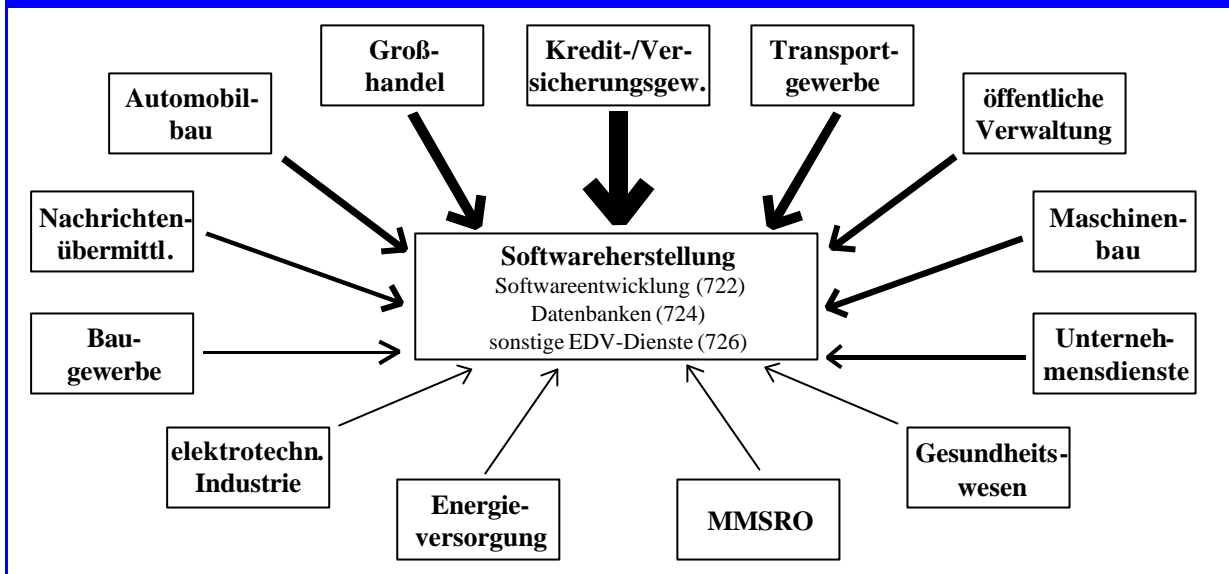 Groß-
handel
Kredit-/Ver-
sicherungsgew.
Transport-
gewerbe
Automobil-
bau
öffentliche
Verwaltung
Nachrichten-
übermittl.
Maschinen-
bau
Softwareherstellung
Softwareentwicklung (722)
Datenbanken (724)
sonstige EDV-Dienste (726)
Bau-
gewerbe
Unterneh-
mensdienste
elektrotechn.
Industrie
Gesundheits-
wesen
Energie-
versorgung
MMSRO